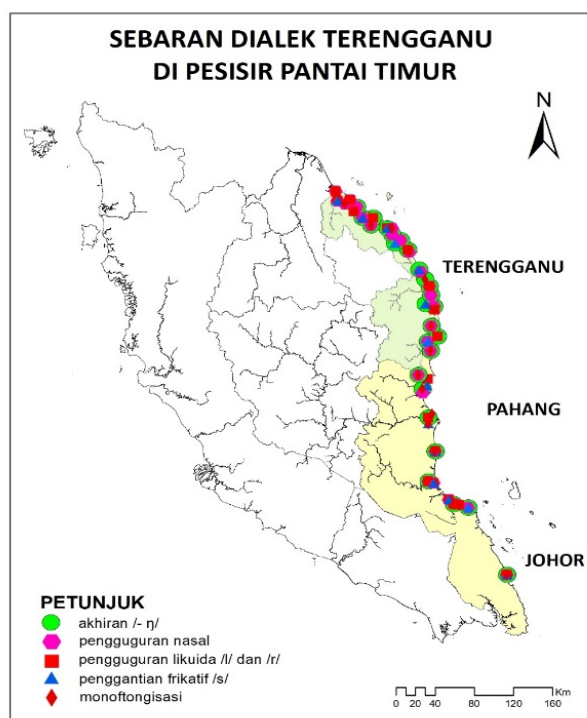 SEBARAN DIALEK TERENGGANU
DI PESISIR PANTAI TIMUR
N
TERENGGANU
PAHANG
JOHOR
PETUNJUK
akhiran /- ŋ/
pengguguran nasal
pengguguran likuida /l/ dan /r/
penggantian frikatif /s/
monoftongisasi
0 20 40 80 120 160
Km